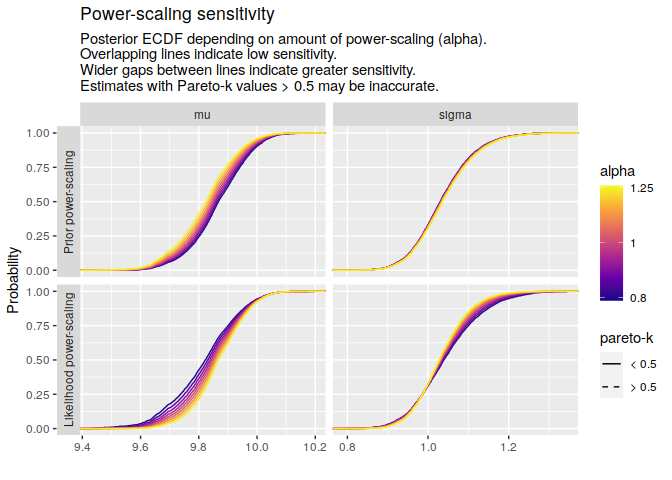 Power-scaling sensitivity
Posterior ECDF depending on amount of power-scaling (alpha).
Overlapping lines indicate low sensitivity.
Wider gaps between lines indicate greater sensitivity.
Estimates with Pareto-k values > 0.5 may be inaccurate.
mu
sigma
Probability
Prior power-scaling
1.00
0.75
0.50
0.25
0.00
Likelihood power-scaling
1.00
0.75
0.50
0.25
0.00
9.4 9.6 9.8 10.0 10.2
0.8 1.0 1.2
alpha
1.25
1
0.8
pareto-k
< 0.5
> 0.5